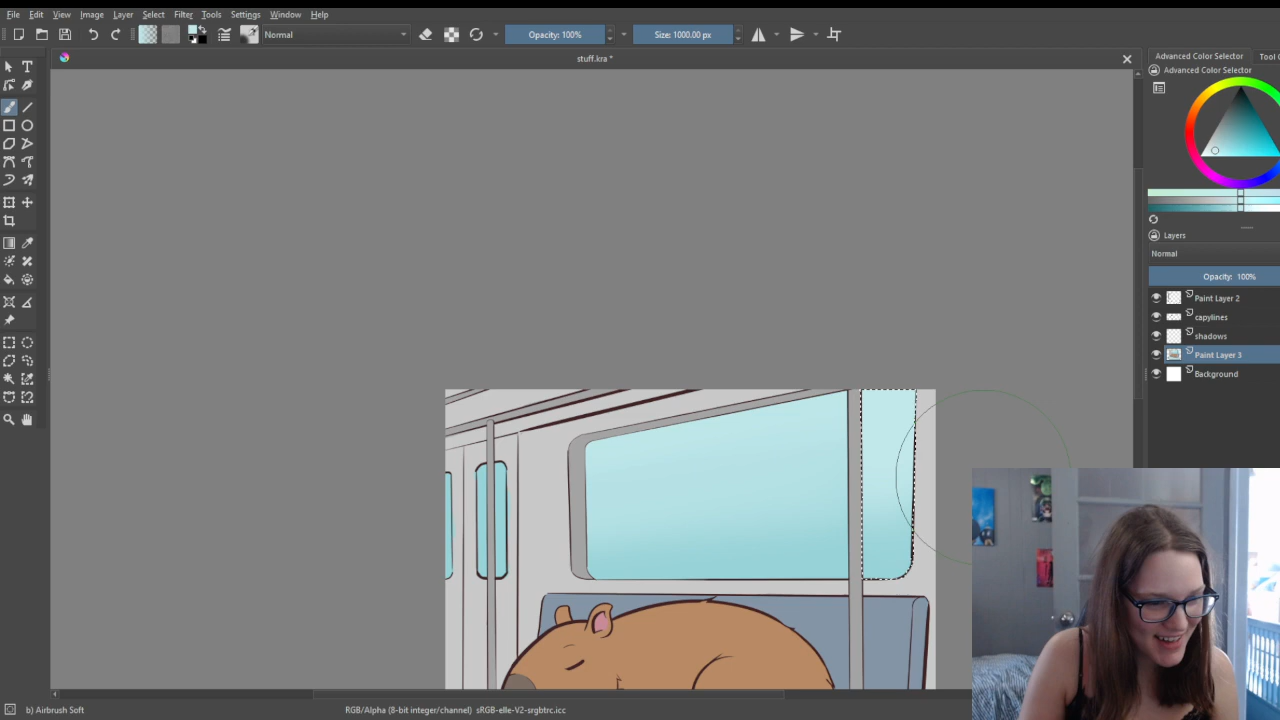 File Edit View Image Layer Select Filter Tools Settings Window Help
Normal
Opacity: 100%
Size: 1000.00 px
stuff.kra *
Advanced Color Selector
Tool
Advanced Color Selector
Layers
Normal
Opacity: 100%
Paint Layer 2
capylines
shadows
Paint Layer 3
Background
b) Airbrush Soft
RGB/Alpha (8-bit integer/channel) sRGB-elle-V2-srgbtrc.icc